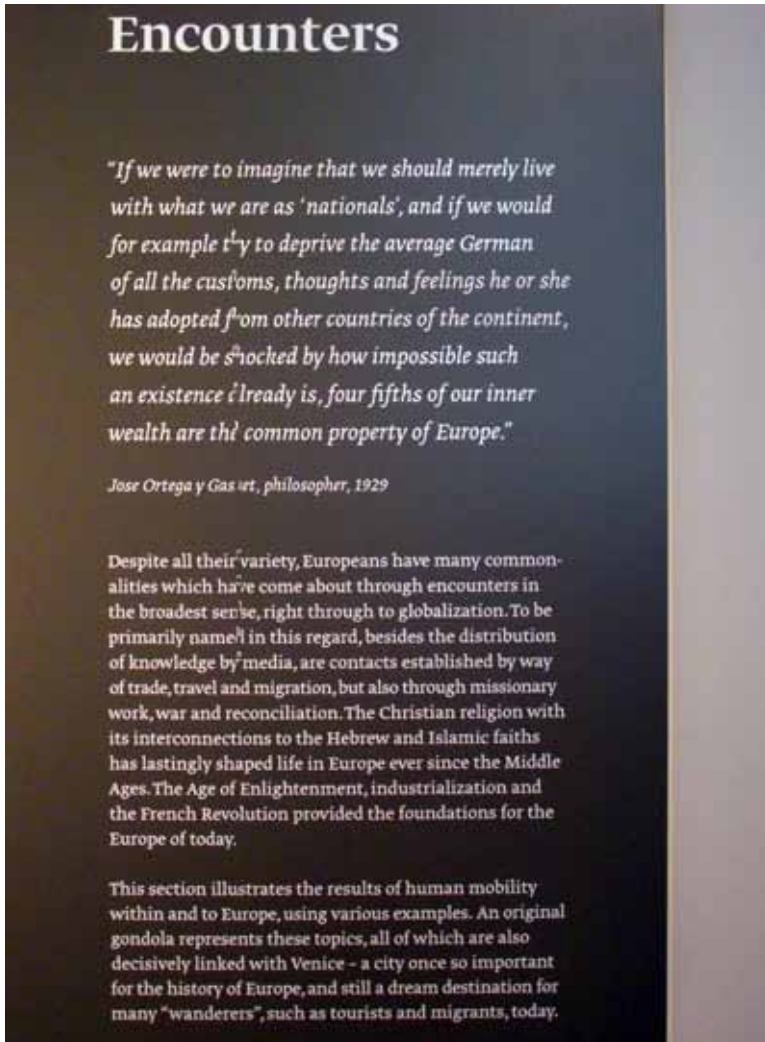 Encounters
"If we were to imagine that we should merely live
with what we are as 'nationals', and if we would
for example try to deprive the average German
of all the customs, thoughts and feelings he or she
has adopted from other countries of the continent,
we would be shocked by how impossible such
an existence already is, four fifths of our inner
wealth are the common property of Europe."
Jose Ortega y Gasset, philosopher, 1929
Despite all their variety, Europeans have many common-
alities which have come about through encounters in
the broadest sense, right through to globalization. To be
primarily named in this regard, besides the distribution
of knowledge by media, are contacts established by way
of trade, travel and migration, but also through missionary
work, war and reconciliation. The Christian religion with
its interconnections to the Hebrew and Islamic faiths
has lastingly shaped life in Europe ever since the Middle
Ages. The Age of Enlightenment, industrialization and
the French Revolution provided the foundations for the
Europe of today.
This section illustrates the results of human mobility
within and to Europe, using various examples. An original
gondola represents these topics, all of which are also
decisively linked with Venice – a city once so important
for the history of Europe, and still a dream destination for
many "wanderers", such as tourists and migrants, today.